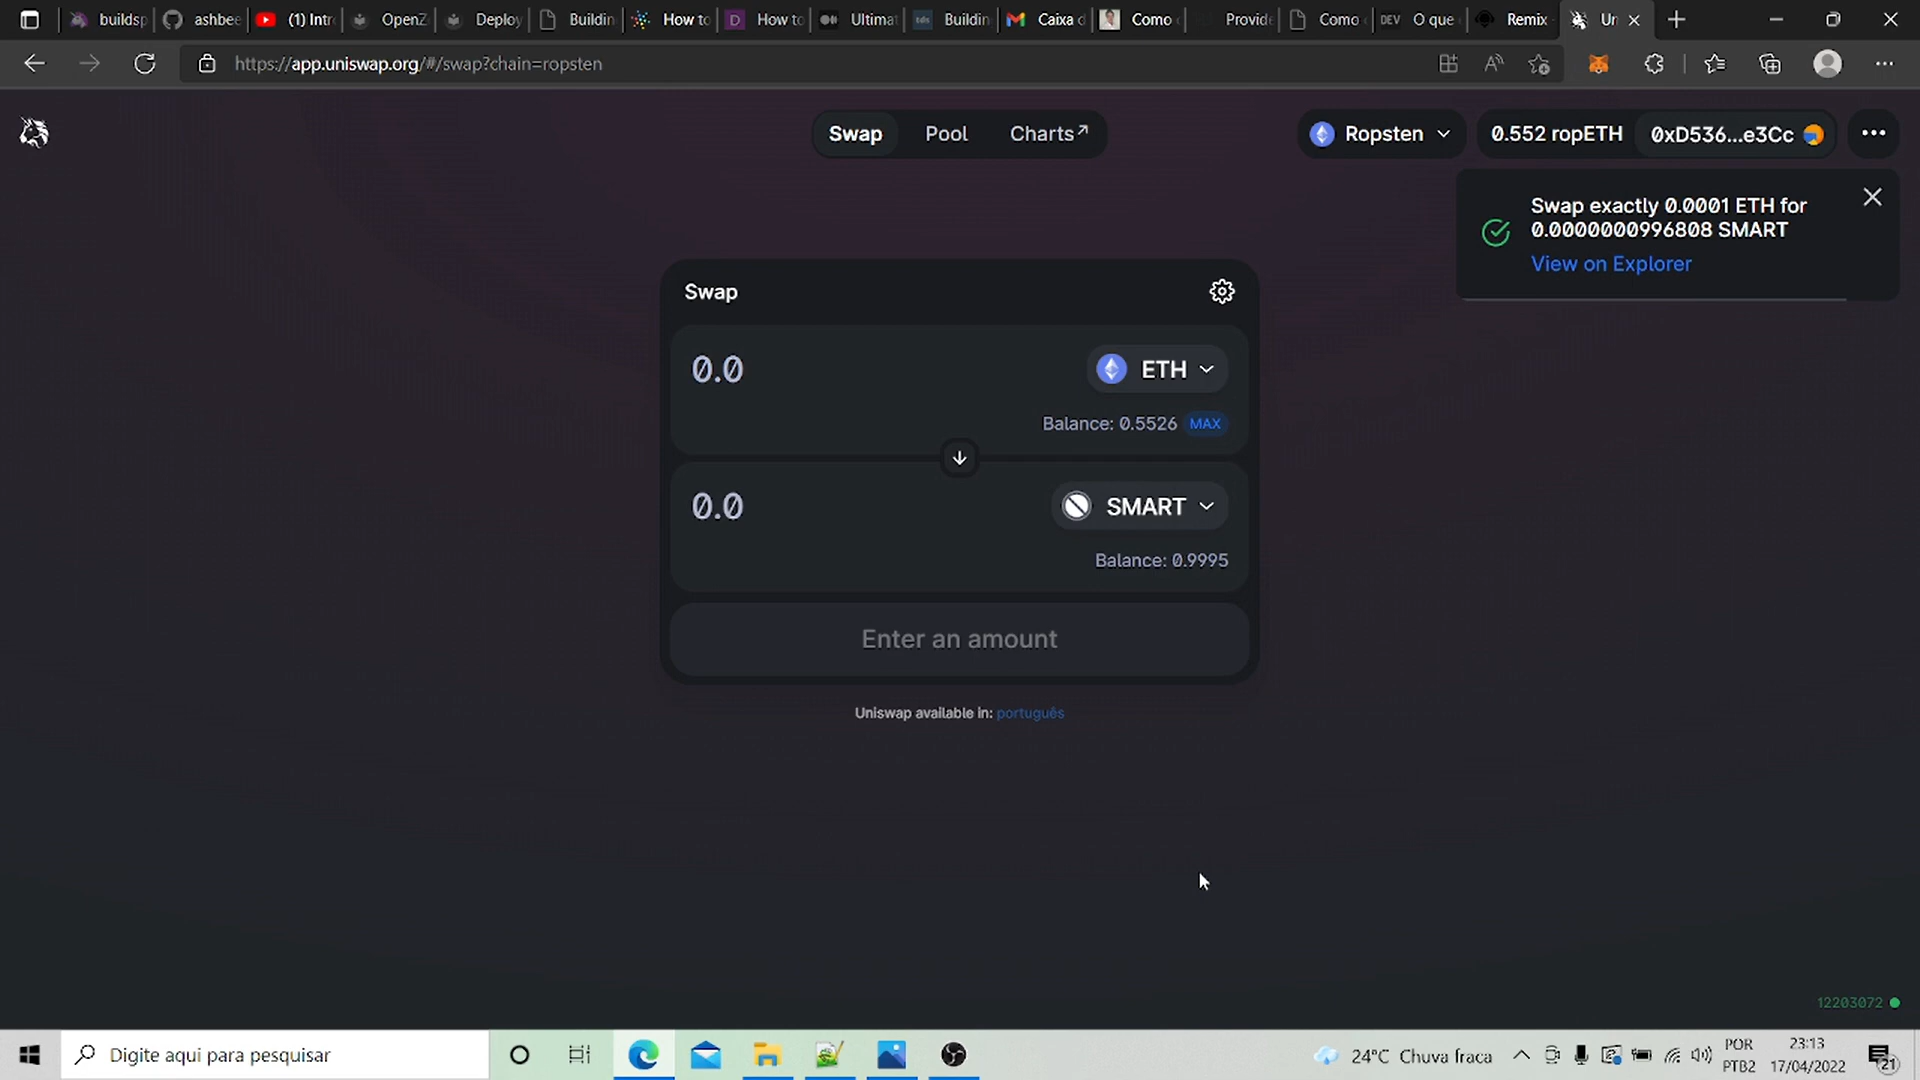 buildsp
ashbee
(1) Intr
OpenZ
Deploy
Buildin
How to
How to
Ultimat
Buildin
Caixa d
Como
Provide
Como
DEV O que
Remix
Un
https://app.uniswap.org/#/swap?chain=ropsten
Swap
Pool
Charts↗
Ropsten
0.552 ropETH
0xD536...e3Cc
Swap exactly 0.0001 ETH for
0.0000000996808 SMART
View on Explorer
Swap
0.0
ETH
Balance: 0.5526 MAX
0.0
SMART
Balance: 0.9995
Enter an amount
Uniswap available in: português
12203072
Digite aqui para pesquisar
24°C Chuva fraca
POR
PTB2
23:13
17/04/2022
21